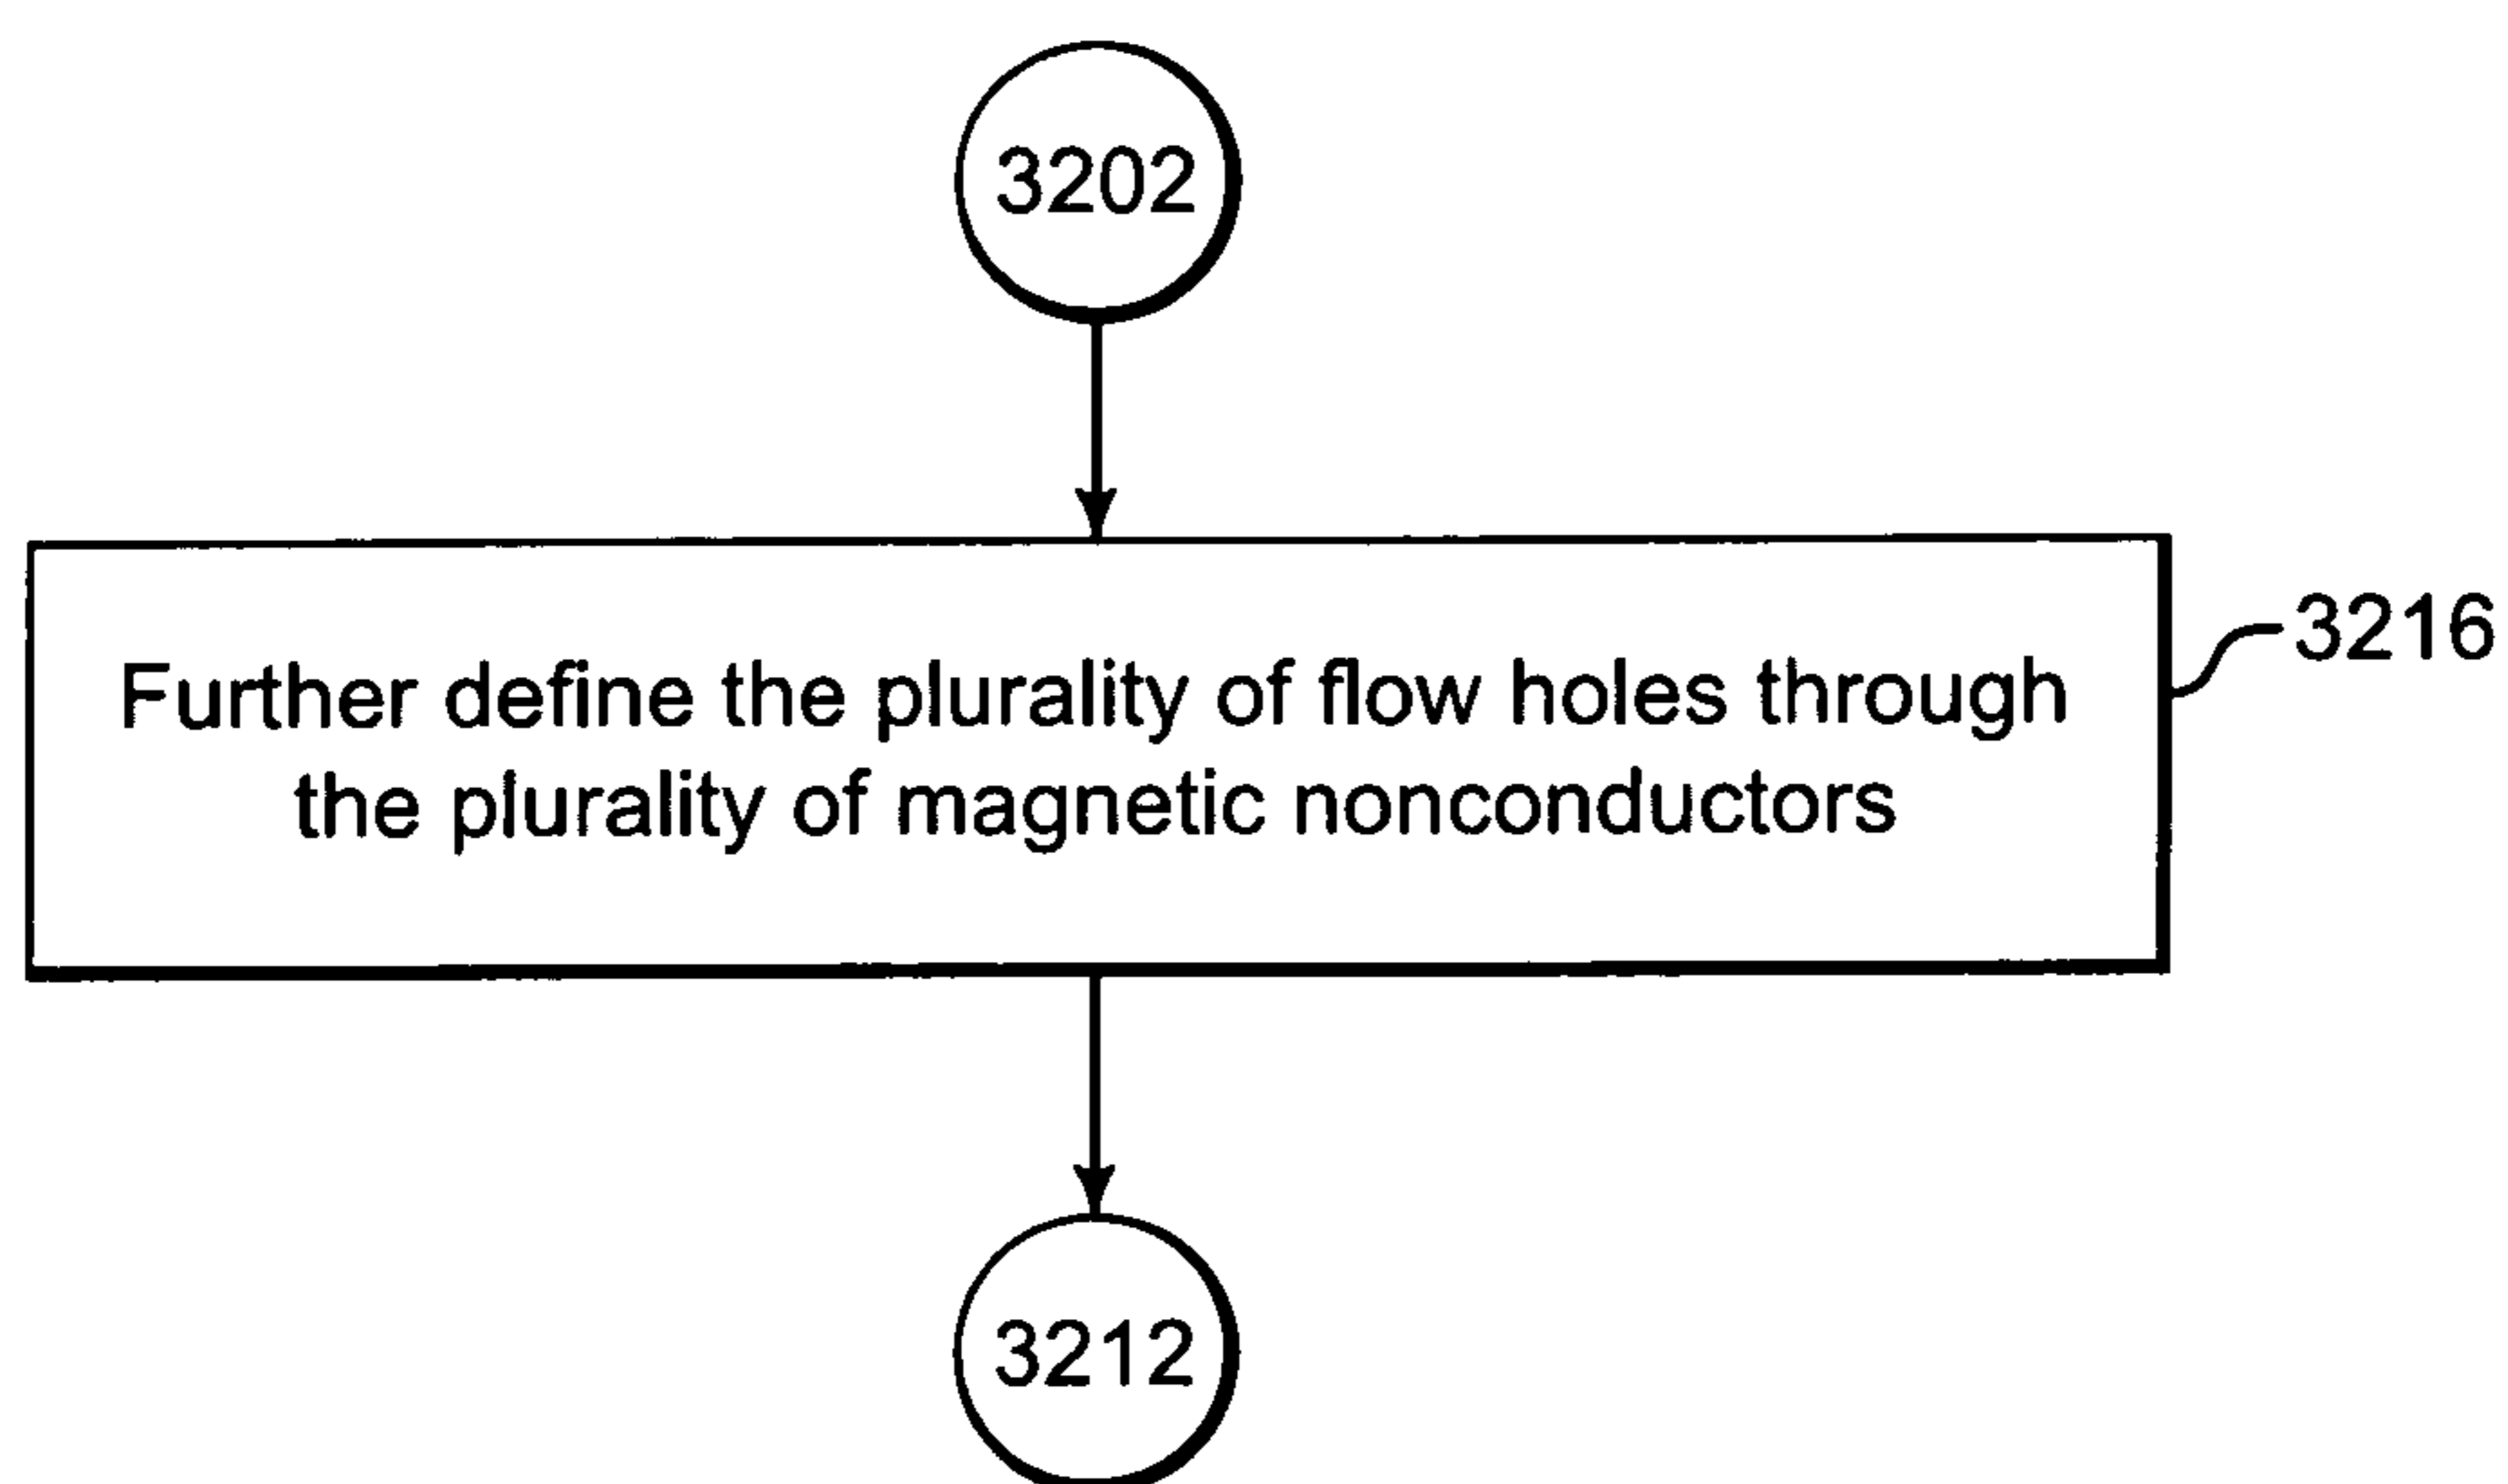 3202
3216
Further define the plurality of flow holes through
the plurality of magnetic nonconductors
3212